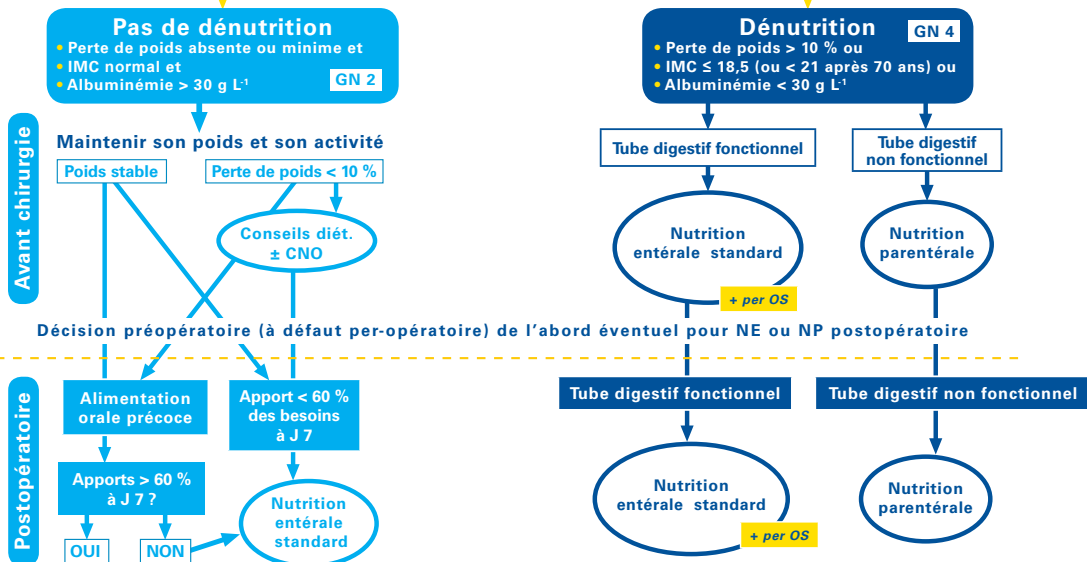 Pas de dénutrition
• Perte de poids absente ou minime et
• IMC normal et
• Albuminémie > 30 g L⁻¹
GN 2
Dénutrition
GN 4
• Perte de poids > 10 % ou
• IMC ≤ 18,5 (ou < 21 après 70 ans) ou
• Albuminémie < 30 g L⁻¹
Avant chirurgie
Maintenir son poids et son activité
Poids stable
Perte de poids < 10 %
Conseils diét.
± CNO
Tube digestif fonctionnel
Tube digestif
non fonctionnel
Nutrition
entérale standard
+ per OS
Nutrition
parentérale
Décision préopératoire (à défaut per-opératoire) de l'abord éventuel pour NE ou NP postopératoire
Postopératoire
Alimentation
orale précoce
Apport < 60 %
des besoins
à J 7
Apports > 60 %
à J 7 ?
OUI
NON
Nutrition
entérale
standard
Tube digestif fonctionnel
Tube digestif non fonctionnel
Nutrition
entérale standard
+ per OS
Nutrition
parentérale